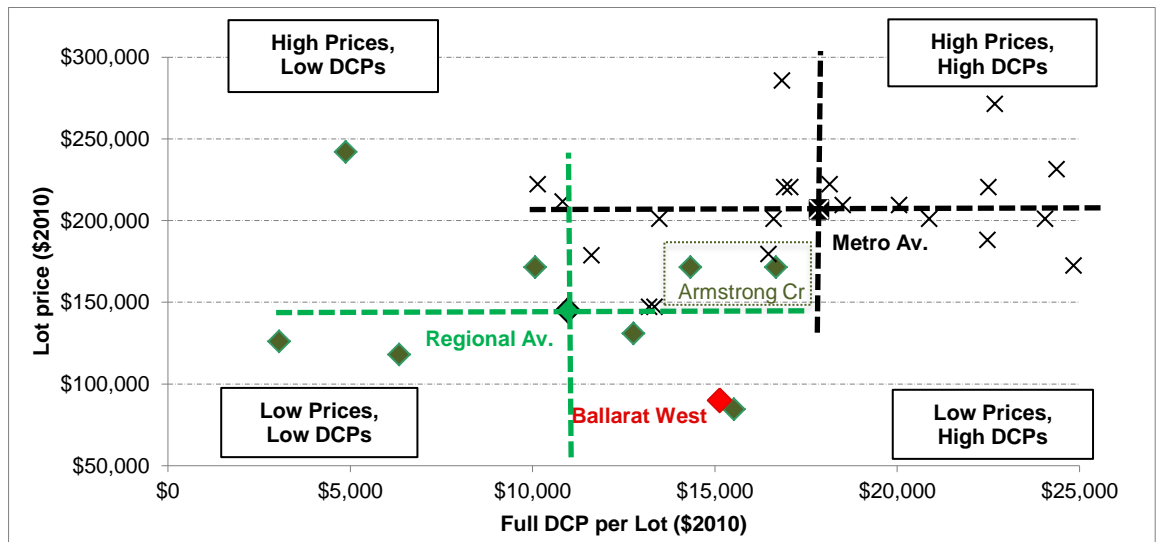 High Prices,
Low DCPs
High Prices,
High DCPs
Lot price ($2010)
$300,000
$250,000
$200,000
$150,000
$100,000
$50,000
Metro Av.
Armstrong Cr
Regional Av.
Ballarat West
Low Prices,
Low DCPs
Low Prices,
High DCPs
$0
$5,000
$10,000
$15,000
$20,000
$25,000
Full DCP per Lot ($2010)